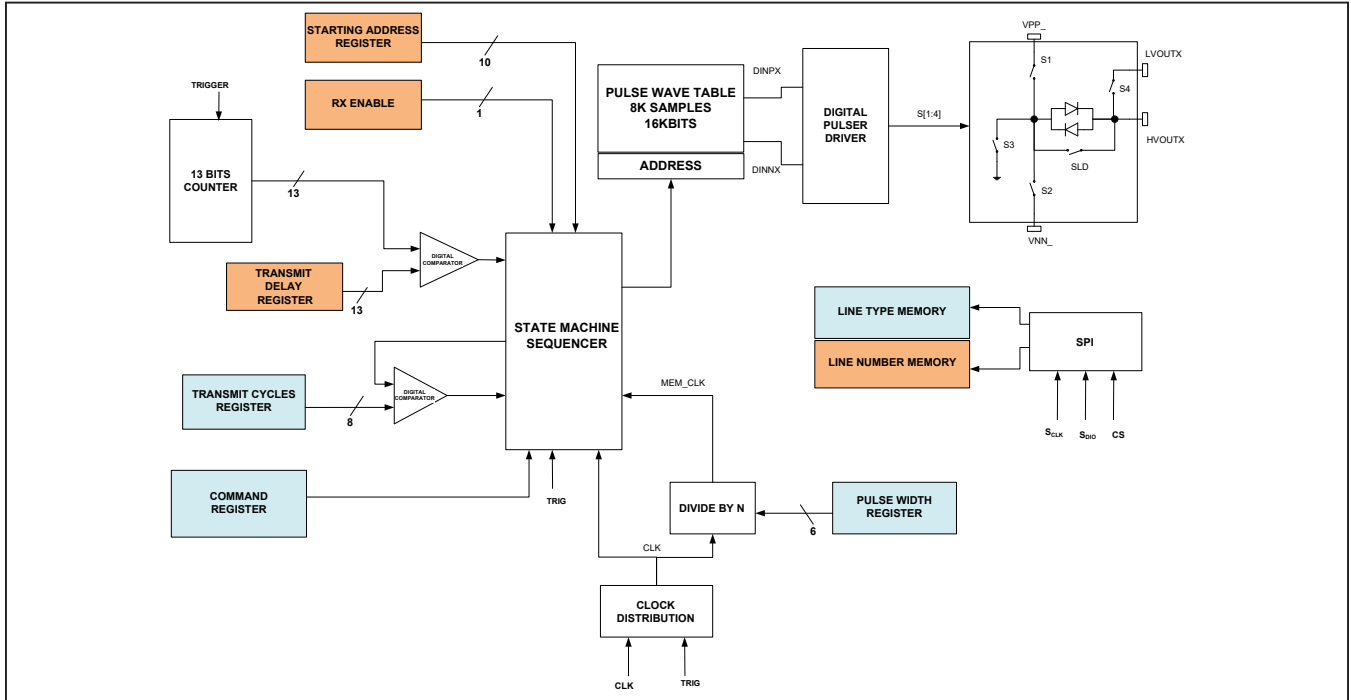 STARTING ADDRESS
REGISTER
10
RX ENABLE
1
TRIGGER
13 BITS
COUNTER
13
TRANSMIT
DELAY
REGISTER
13
DIGITAL
COMPARATOR
PULSE WAVE TABLE
8K SAMPLES
16KBITS
ADDRESS
DINPX
DINNX
DIGITAL
PULSER
DRIVER
S[1:4]
VPP_
S1
LVOUTX
S4
S3
HVOUTX
SLD
S2
VNN_
STATE MACHINE
SEQUENCER
TRANSMIT CYCLES
REGISTER
8
DIGITAL
COMPARATOR
COMMAND
REGISTER
TRIG
MEM_CLK
LINE TYPE MEMORY
LINE NUMBER MEMORY
SPI
SCLK
SDIO
CS
DIVIDE BY N
6
PULSE WIDTH
REGISTER
CLK
CLOCK
DISTRIBUTION
CLK
TRIG